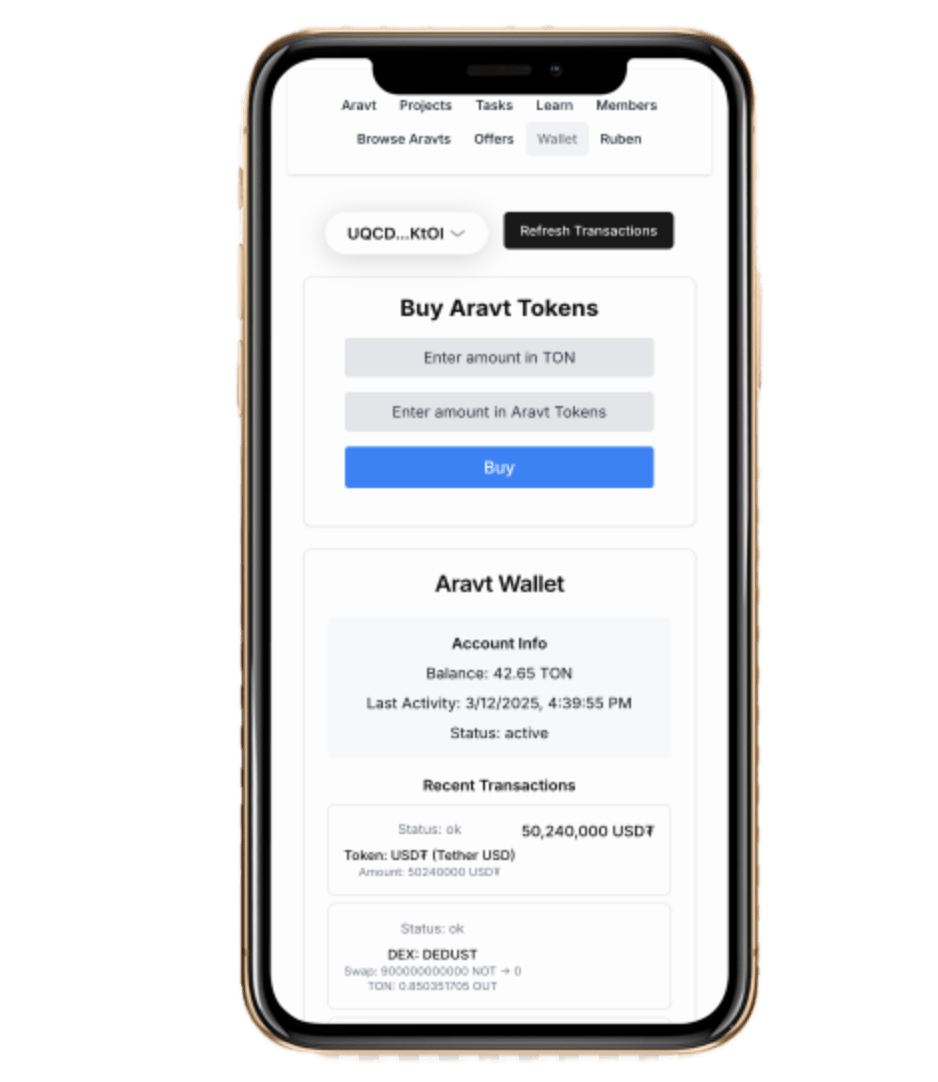 Aravt Projects Tasks Learn Members
Browse Aravts Offers Wallet Ruben
UQCD...KtOI Refresh Transactions
Buy Aravt Tokens
Enter amount in TON
Enter amount in Aravt Tokens
Buy
Aravt Wallet
Account Info
Balance: 42.65 TON
Last Activity: 3/12/2025, 4:39:55 PM
Status: active
Recent Transactions
Status: ok 50,240,000 USD₮
Token: USD₮ (Tether USD)
Amount: 50240000 USD₮
Status: ok
DEX: DEDUST
Swap: 900000000000 NOT → 0
TON: 0.850351705 OUT